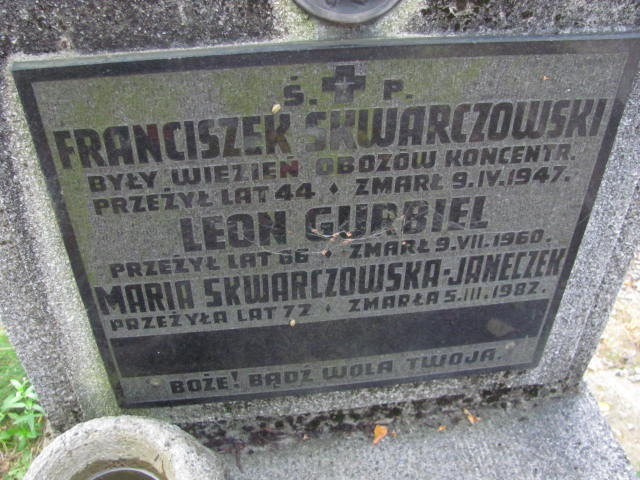 Ś. P.
FRANCISZEK SKWARCZOWSKI
BYŁY WIĘZIEŃ OBOZÓW KONCENTR.
PRZEŻYŁ LAT 44 ♦ ZMARŁ 9.IV.1947.
LEON GURBIEL
PRZEŻYŁ LAT 66 ♦ ZMARŁ 9.VII.1960.
MARIA SKWARCZOWSKA-JANECZEK
PRZEŻYŁA LAT 72 ♦ ZMARŁA 5.III.1982.
BOŻE! BĄDŹ WOLA TWOJA.